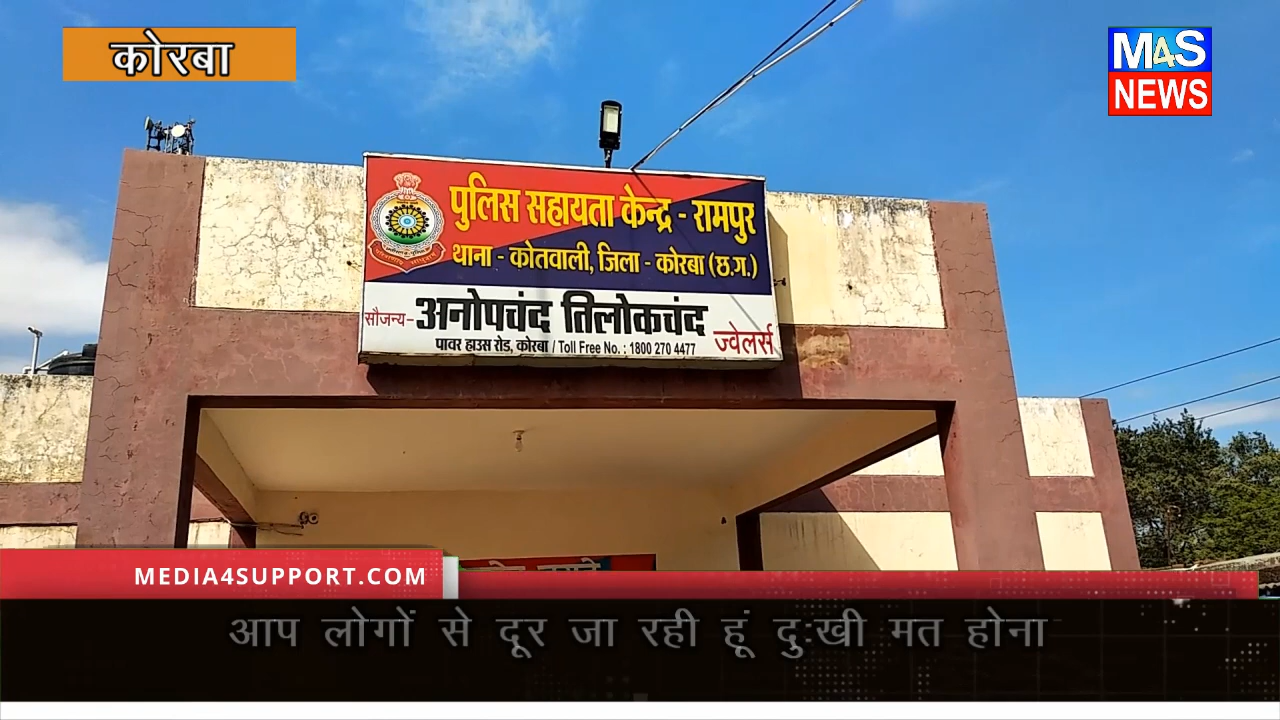 कोरबा
M4S
NEWS
पुलिस सहायता केन्द्र - रामपुर
थाना - कोतवाली, जिला - कोरबा (छ.ग.)
सौजन्य- अनोपचंद तिलोकचंद
पावर हाउस रोड, कोरबा / Toll Free No. : 1800 270 4477 ज्वेलर्स
MEDIA4SUPPORT.COM
आप लोगों से दूर जा रही हूं दुःखी मत होना